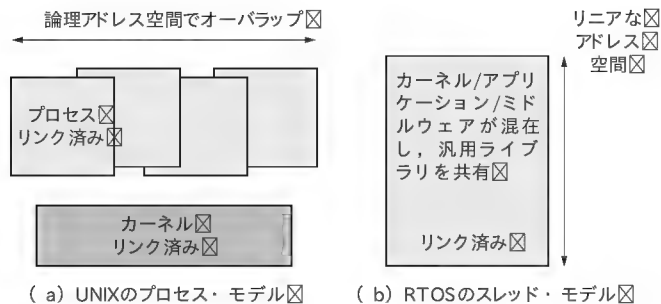 論理アドレス空間でオーバラップ☒
プロセス☒
リンク済み☒
カーネル☒
リンク済み☒
(a) UNIXのプロセス・モデル☒
リニアな☒
アドレス☒
空間☒
カーネル/アプリ
ケーション/ミド
ルウェアが混在
し,汎用ライブ
ラリを共有☒
リンク済み☒
(b) RTOSのスレッド・モデル☒